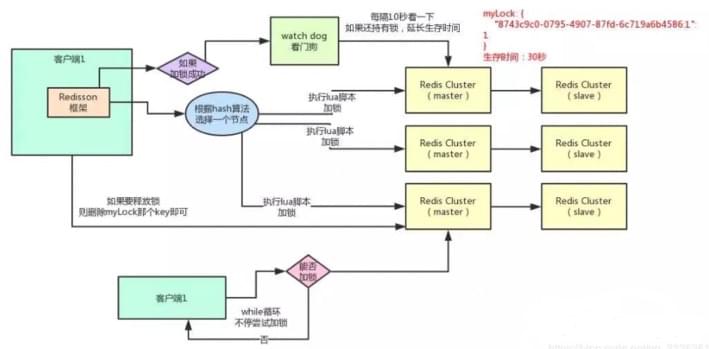 myLock: {
"8743c9c0-0795-4907-87fd-6c719a6b4586:1":
1
}
生存时间：30秒
每隔10秒看一下
如果还持有锁，延长生存时间
watch dog
看门狗
如果
加锁成功
客户端1
Redisson
框架
根据hash算法
选择一个节点
执行lua脚本
加锁
执行lua脚本
加锁
执行lua脚本
加锁
Redis Cluster
（master）
Redis Cluster
（slave）
Redis Cluster
（master）
Redis Cluster
（slave）
Redis Cluster
（master）
Redis Cluster
（slave）
如果要释放锁
则删除myLock那个key即可
能否
加锁
客户端1
while循环
不停尝试加锁
否